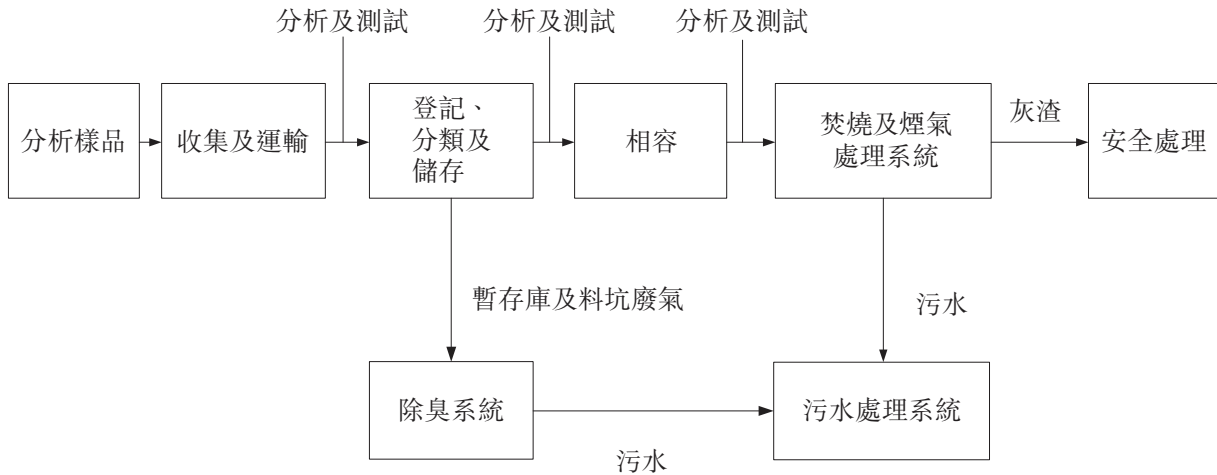 分析及測試
分析及測試
分析及測試
分析樣品
收集及運輸
登記、
分類及
儲存
相容
焚燒及煙氣
處理系統
灰渣
安全處理
暫存庫及料坑廢氣
污水
除臭系統
污水
污水處理系統